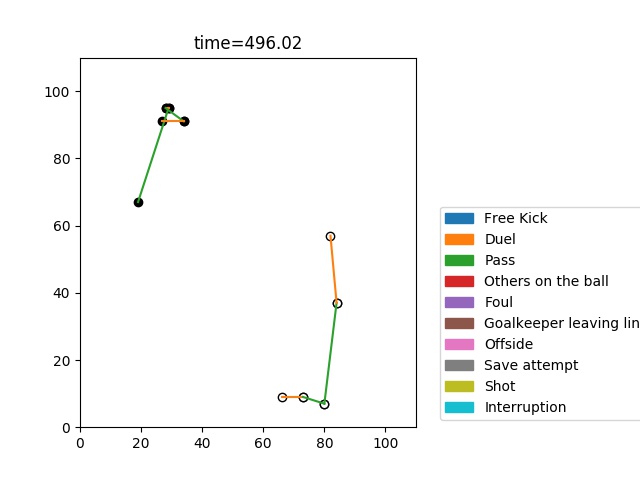 time=496.02
100
80
60
40
20
0
0 20 40 60 80 100
Free Kick
Duel
Pass
Others on the ball
Foul
Goalkeeper leaving lin
Offside
Save attempt
Shot
Interruption